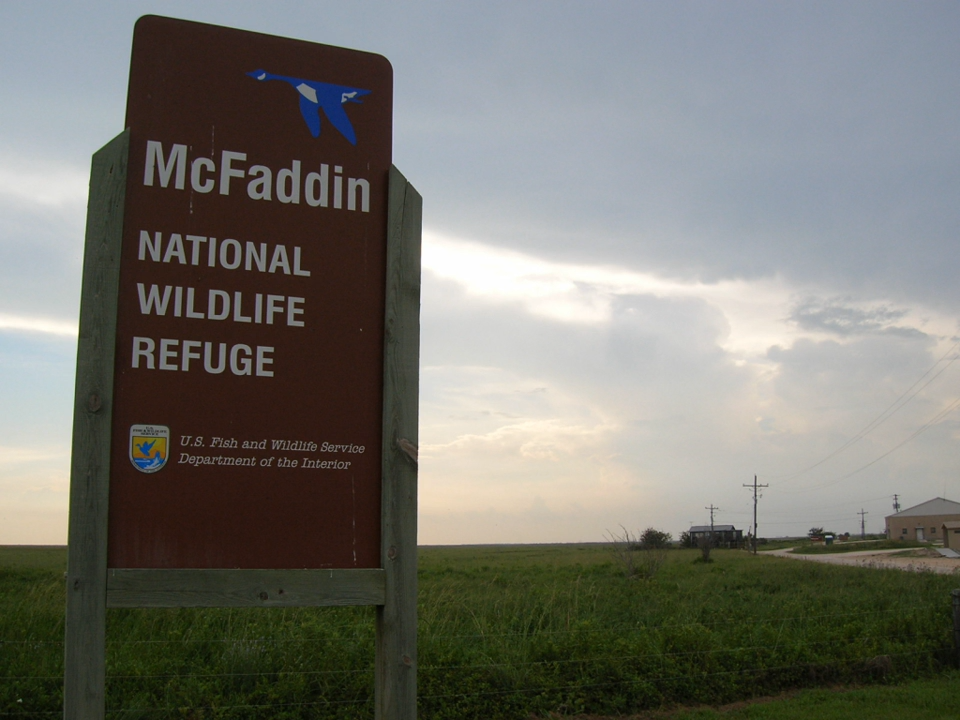 McFaddin
NATIONAL
WILDLIFE
REFUGE
U.S. Fish and Wildlife Service
Department of the Interior